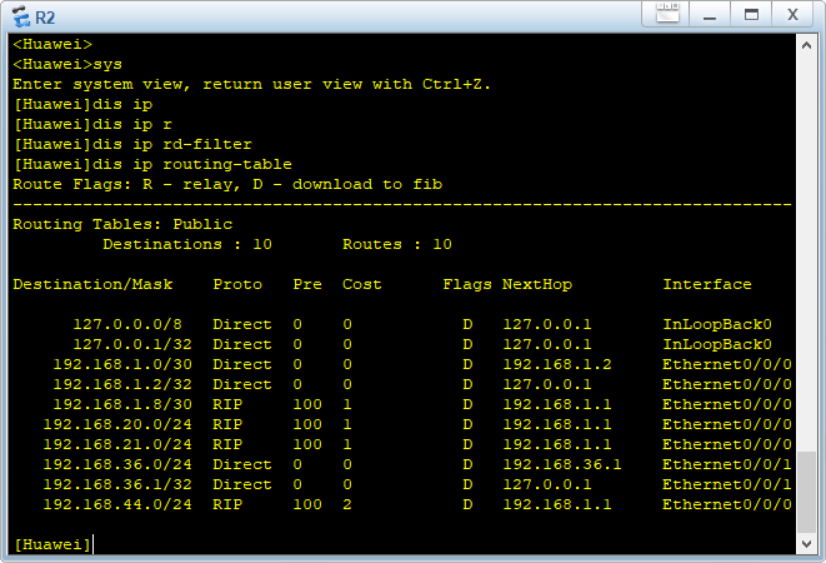 R2
<Huawei>
<Huawei>sys
Enter system view, return user view with Ctrl+Z.
[Huawei]dis ip
[Huawei]dis ip r
[Huawei]dis ip rd-filter
[Huawei]dis ip routing-table
Route Flags: R - relay, D - download to fib
------------------------------------------------------------------------------
Routing Tables: Public
         Destinations : 10       Routes : 10

Destination/Mask    Proto   Pre  Cost      Flags NextHop         Interface

      127.0.0.0/8   Direct  0    0           D   127.0.0.1       InLoopBack0
      127.0.0.1/32  Direct  0    0           D   127.0.0.1       InLoopBack0
    192.168.1.0/30  Direct  0    0           D   192.168.1.2     Ethernet0/0/0
    192.168.1.2/32  Direct  0    0           D   127.0.0.1       Ethernet0/0/0
    192.168.1.8/30  RIP     100  1           D   192.168.1.1     Ethernet0/0/0
   192.168.20.0/24  RIP     100  1           D   192.168.1.1     Ethernet0/0/0
   192.168.21.0/24  RIP     100  1           D   192.168.1.1     Ethernet0/0/0
   192.168.36.0/24  Direct  0    0           D   192.168.36.1    Ethernet0/0/1
   192.168.36.1/32  Direct  0    0           D   127.0.0.1       Ethernet0/0/1
   192.168.44.0/24  RIP     100  2           D   192.168.1.1     Ethernet0/0/0

[Huawei]